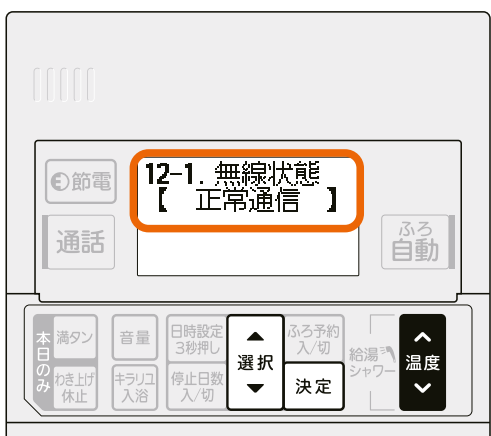 節電
12-1. 無線状態
【 正常通信 】
通話
ふろ
自動
本日のみ
満タン
わき上げ
休止
音量
キラリユ
入浴
日時設定
3秒押し
停止日数
入/切
選択
ふろ予約
入/切
決定
給湯
シャワー
温度